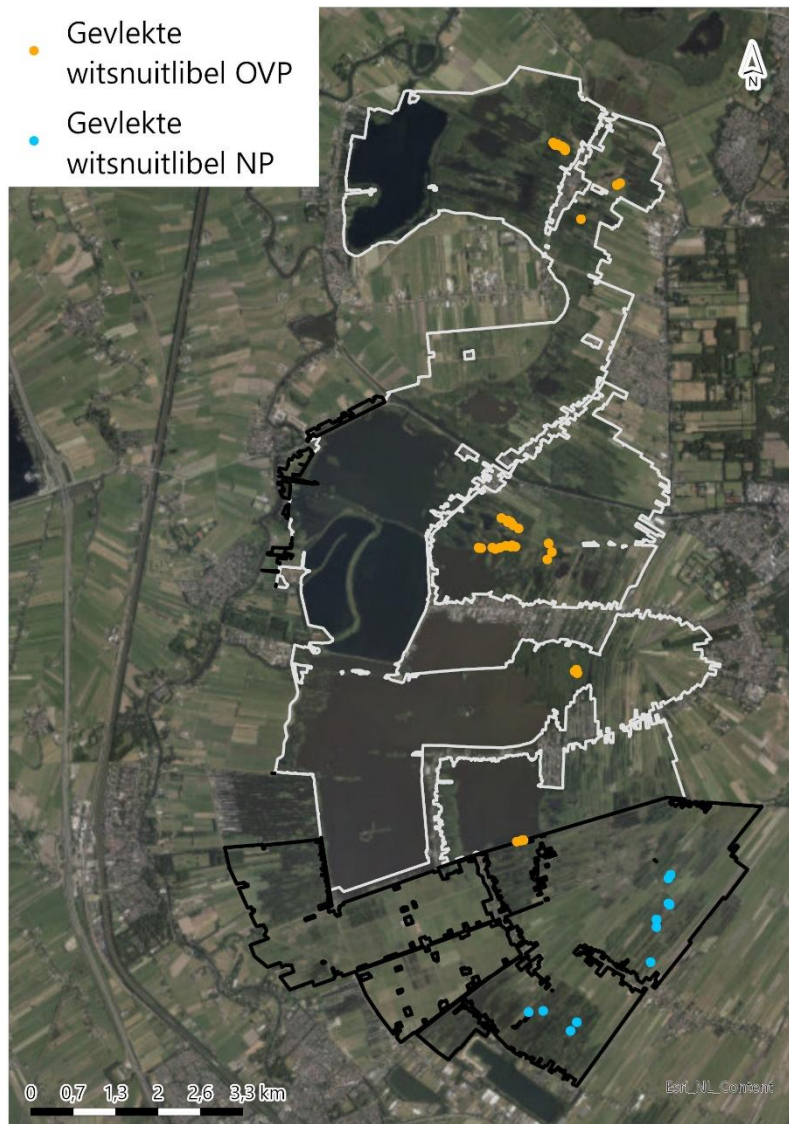 Gevlekte
witsnuitlibel OVP
Gevlekte
witsnuitlibel NP
N
0 0,7 1,3 2 2,6 3,3 km
Esri_NL_Content